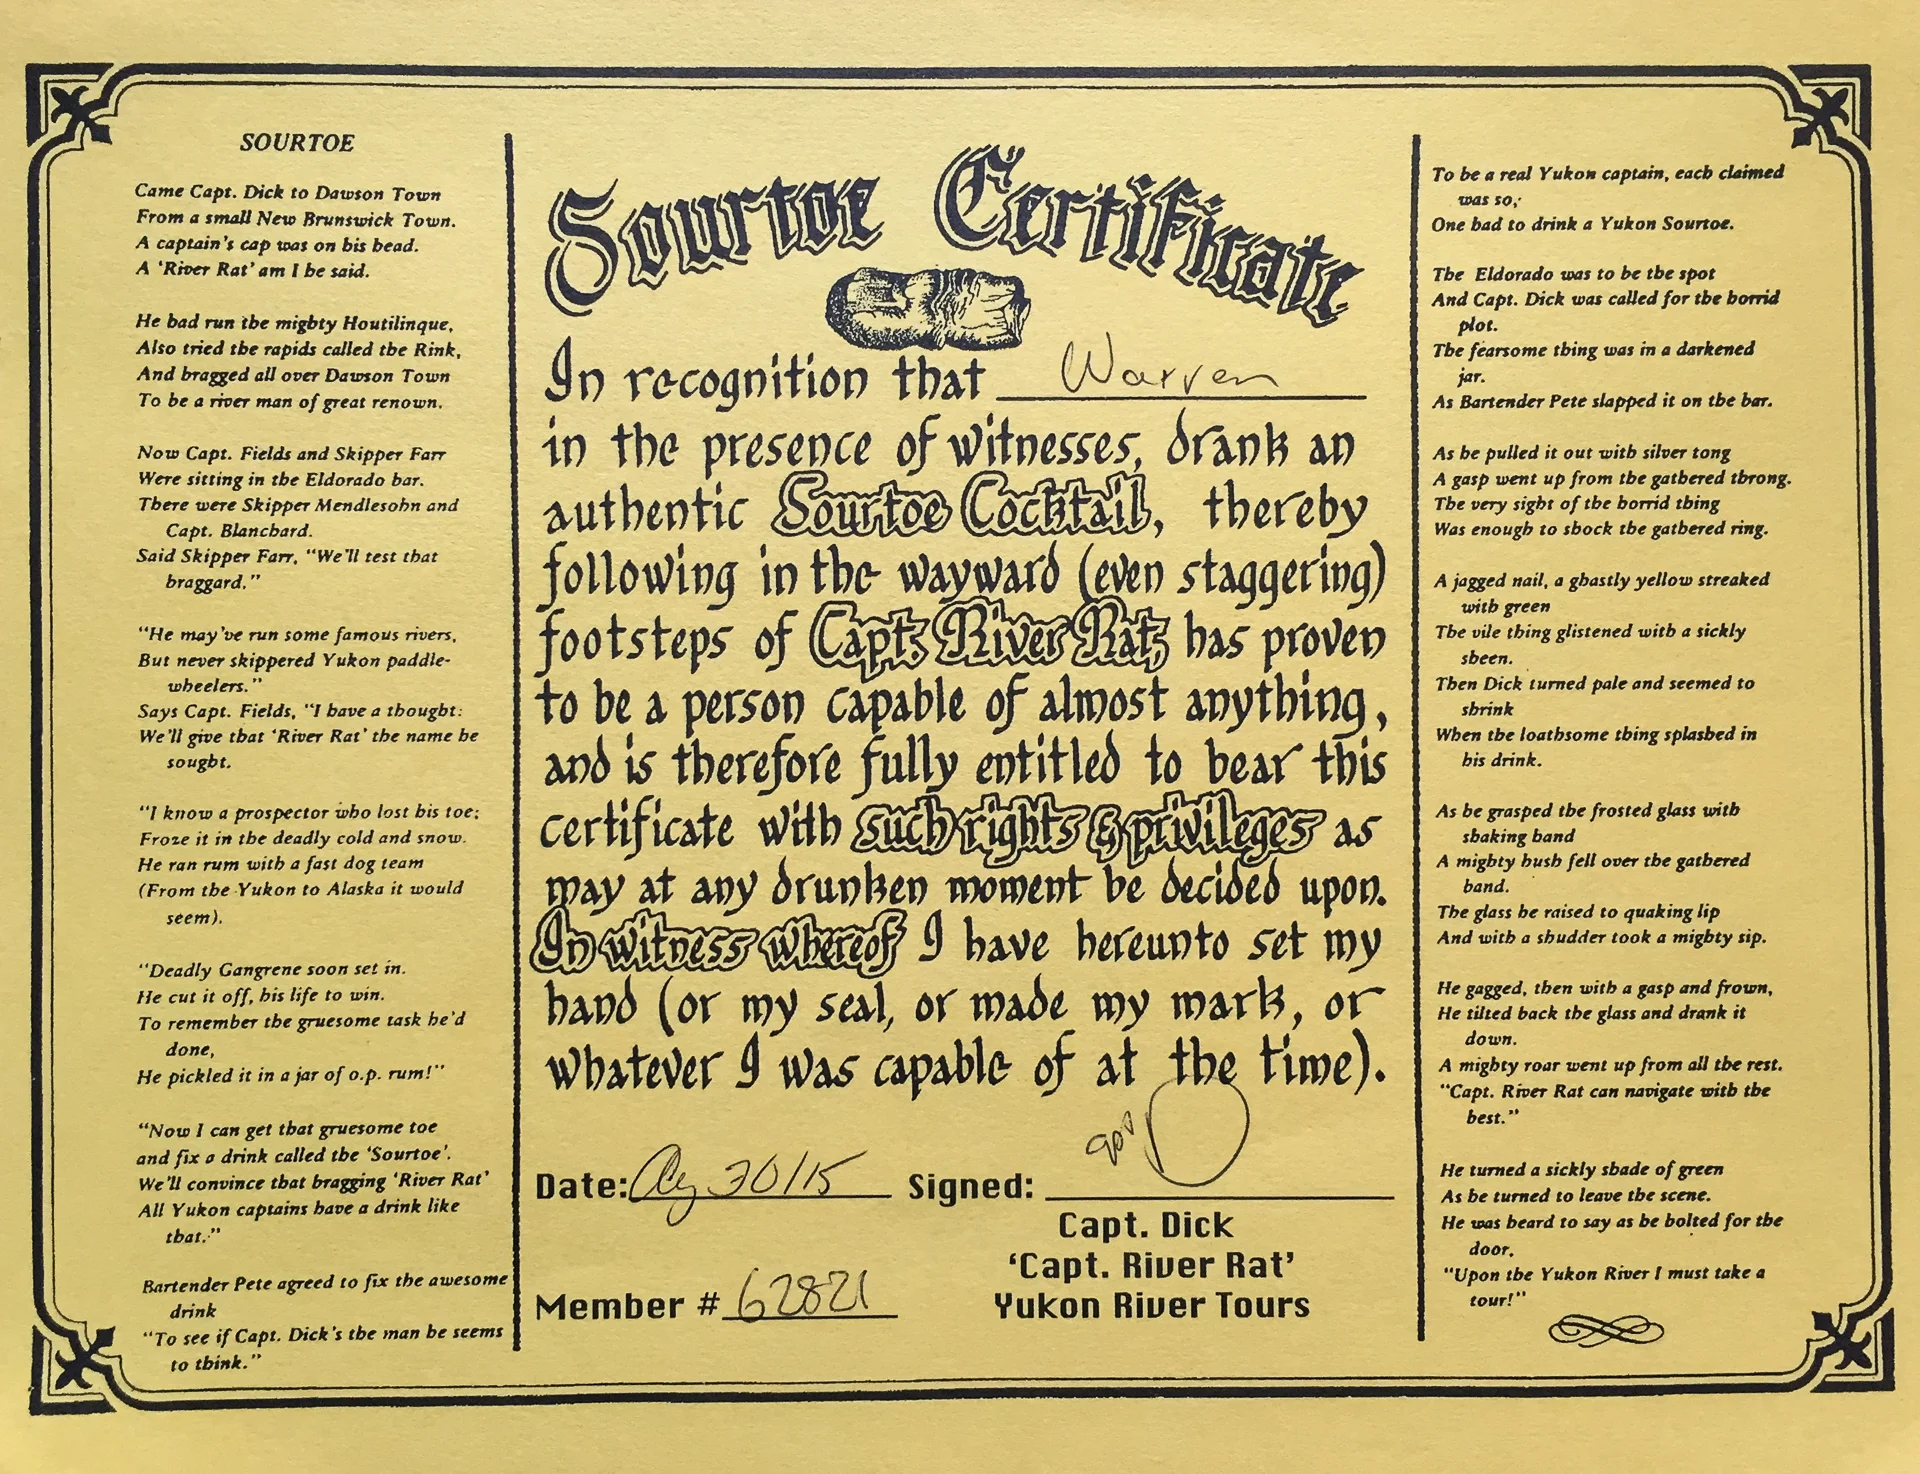 SOURTOE
Came Capt. Dick to Dawson Town
From a small New Brunswick Town.
A captain's cap was on his head.
A 'River Rat' am I he said.
He had run the mighty Houtilinque,
Also tried the rapids called the Rink,
And bragged all over Dawson Town
To be a river man of great renown.
Now Capt. Fields and Skipper Farr
Were sitting in the Eldorado bar.
There were Skipper Mendlesohn and
Capt. Blanchard.
Said Skipper Farr, "We'll test that
braggard."
"He may've run some famous rivers,
But never skippered Yukon paddle-
wheelers."
Says Capt. Fields, "I have a thought:
We'll give that 'River Rat' the name he
sought.
"I know a prospector who lost his toe;
Froze it in the deadly cold and snow.
He ran rum with a fast dog team
(From the Yukon to Alaska it would
seem).
"Deadly Gangrene soon set in.
He cut it off, his life to win.
To remember the gruesome task he'd
done,
He pickled it in a jar of o.p. rum!"
"Now I can get that gruesome toe
and fix a drink called the 'Sourtoe'.
We'll convince that bragging 'River Rat'
All Yukon captains have a drink like
that."
Bartender Pete agreed to fix the awesome
drink
"To see if Capt. Dick's the man he seems
to think."
Sourtoe Certificate
In recognition that Warren
in the presence of witnesses, drank an
authentic Sourtoe Cocktail, thereby
following in the wayward (even staggering)
footsteps of Capt. River Rat, has proven
to be a person capable of almost anything,
and is therefore fully entitled to bear this
certificate with such rights & privileges as
may at any drunken moment be decided upon.
In witness whereof I have hereunto set my
hand (or my seal, or made my mark, or
whatever I was capable of at the time).
Date: Aug 30/15 Signed:
Capt. Dick
'Capt. River Rat'
Member # 62821 Yukon River Tours
To be a real Yukon captain, each claimed
was so,
One had to drink a Yukon Sourtoe.
The Eldorado was to be the spot
And Capt. Dick was called for the horrid
plot.
The fearsome thing was in a darkened
jar.
As Bartender Pete slapped it on the bar.
As he pulled it out with silver tong
A gasp went up from the gathered throng.
The very sight of the horrid thing
Was enough to shock the gathered ring.
A jagged nail, a ghastly yellow streaked
with green
The vile thing glistened with a sickly
sheen.
Then Dick turned pale and seemed to
shrink
When the loathsome thing splashed in
his drink.
As he grasped the frosted glass with
shaking hand
A mighty hush fell over the gathered
band.
The glass he raised to quaking lip
And with a shudder took a mighty sip.
He gagged, then with a gasp and frown,
He tilted back the glass and drank it
down.
A mighty roar went up from all the rest.
"Capt. River Rat can navigate with the
best."
He turned a sickly shade of green
As he turned to leave the scene.
He was heard to say as he bolted for the
door,
"Upon the Yukon River I must take a
tour!"